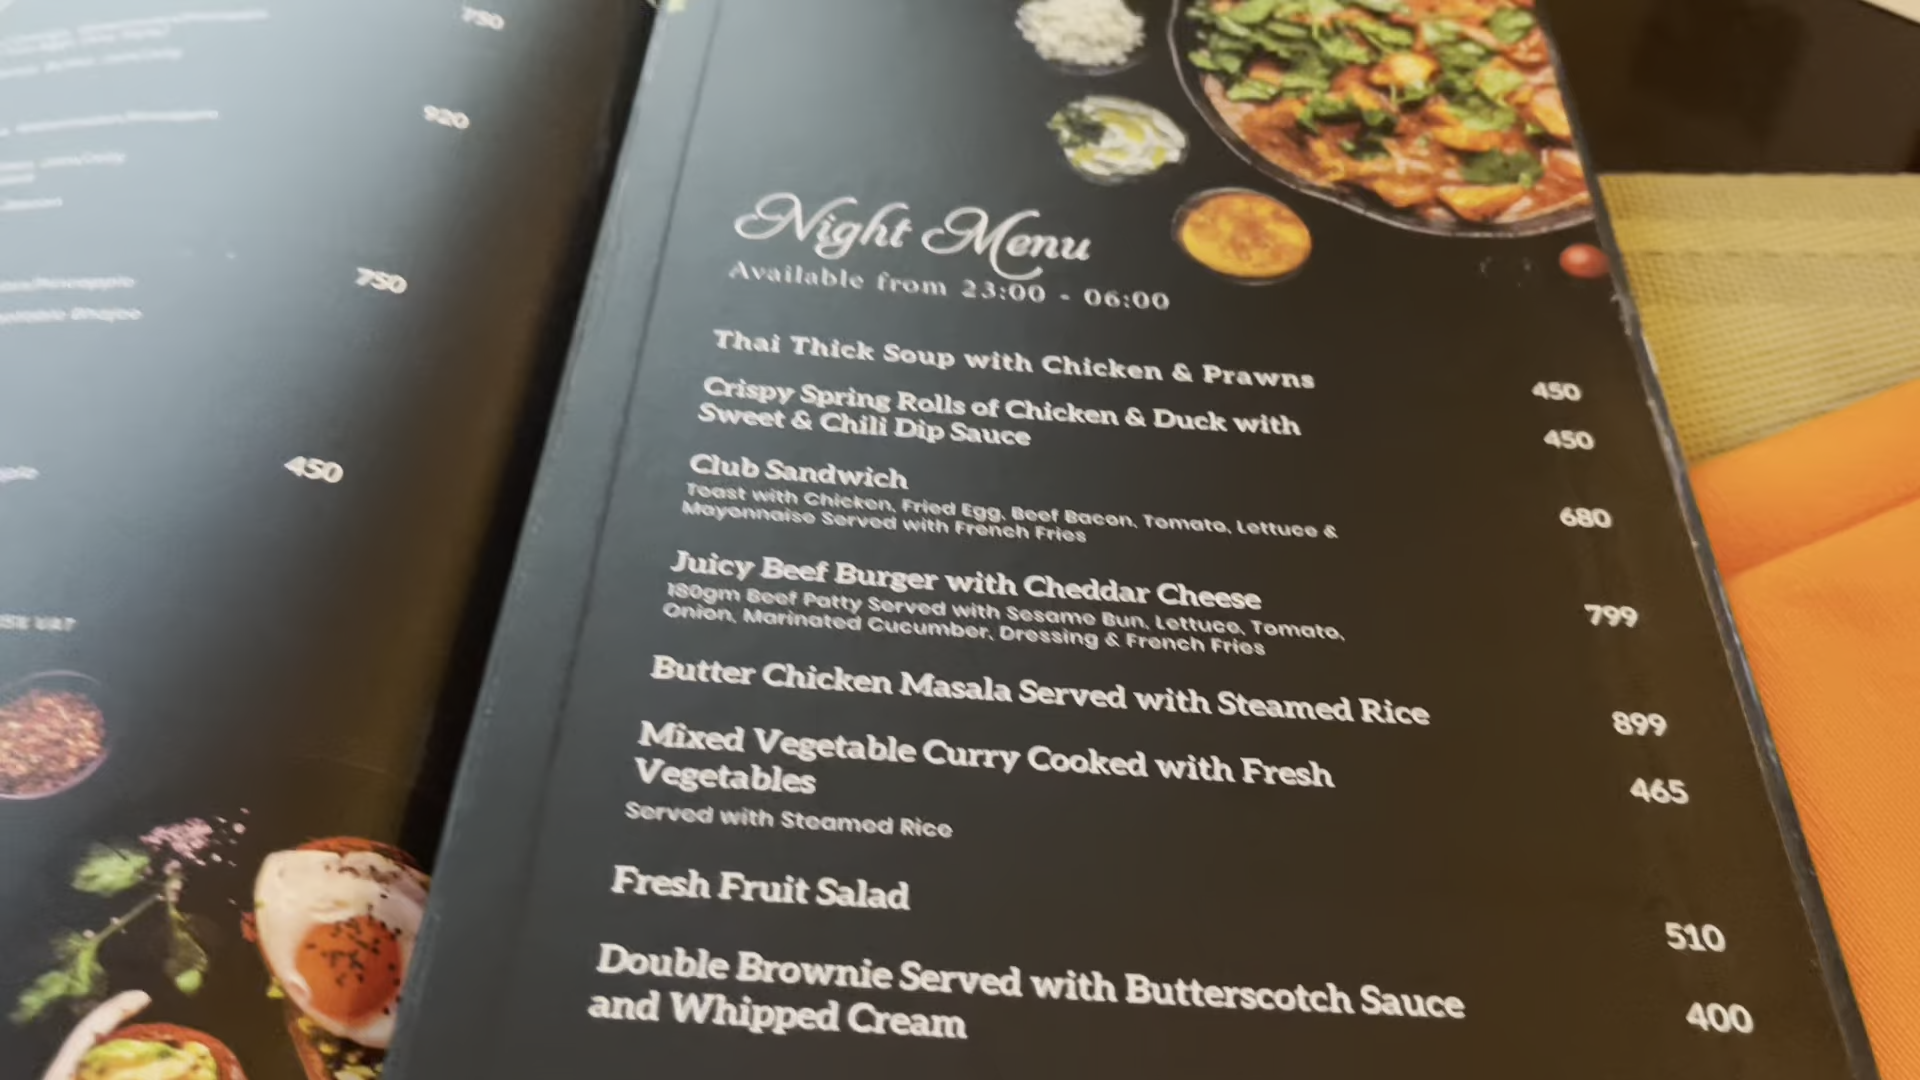 750
920
750
450
Night Menu
Available from 23:00 - 06:00
Thai Thick Soup with Chicken & Prawns 450
Crispy Spring Rolls of Chicken & Duck with 450
Sweet & Chili Dip Sauce
Club Sandwich
Toast with Chicken, Fried Egg, Beef Bacon, Tomato, Lettuce & 680
Mayonnaise Served with French Fries
Juicy Beef Burger with Cheddar Cheese 799
180gm Beef Patty Served with Sesame Bun, Lettuce, Tomato,
Onion, Marinated Cucumber, Dressing & French Fries
Butter Chicken Masala Served with Steamed Rice 899
Mixed Vegetable Curry Cooked with Fresh 465
Vegetables
Served with Steamed Rice
Fresh Fruit Salad 510
Double Brownie Served with Butterscotch Sauce 400
and Whipped Cream